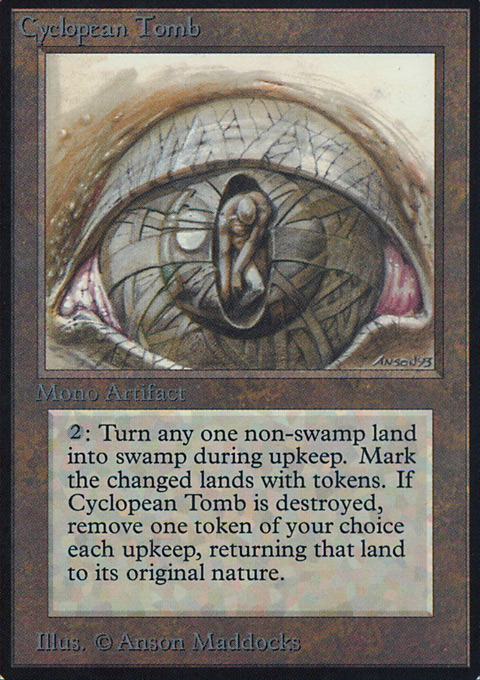 Cyclopean Tomb
ANSON93
Mono Artifact
2: Turn any one non-swamp land
into swamp during upkeep. Mark
the changed lands with tokens. If
Cyclopean Tomb is destroyed,
remove one token of your choice
each upkeep, returning that land
to its original nature.
Illus. © Anson Maddocks